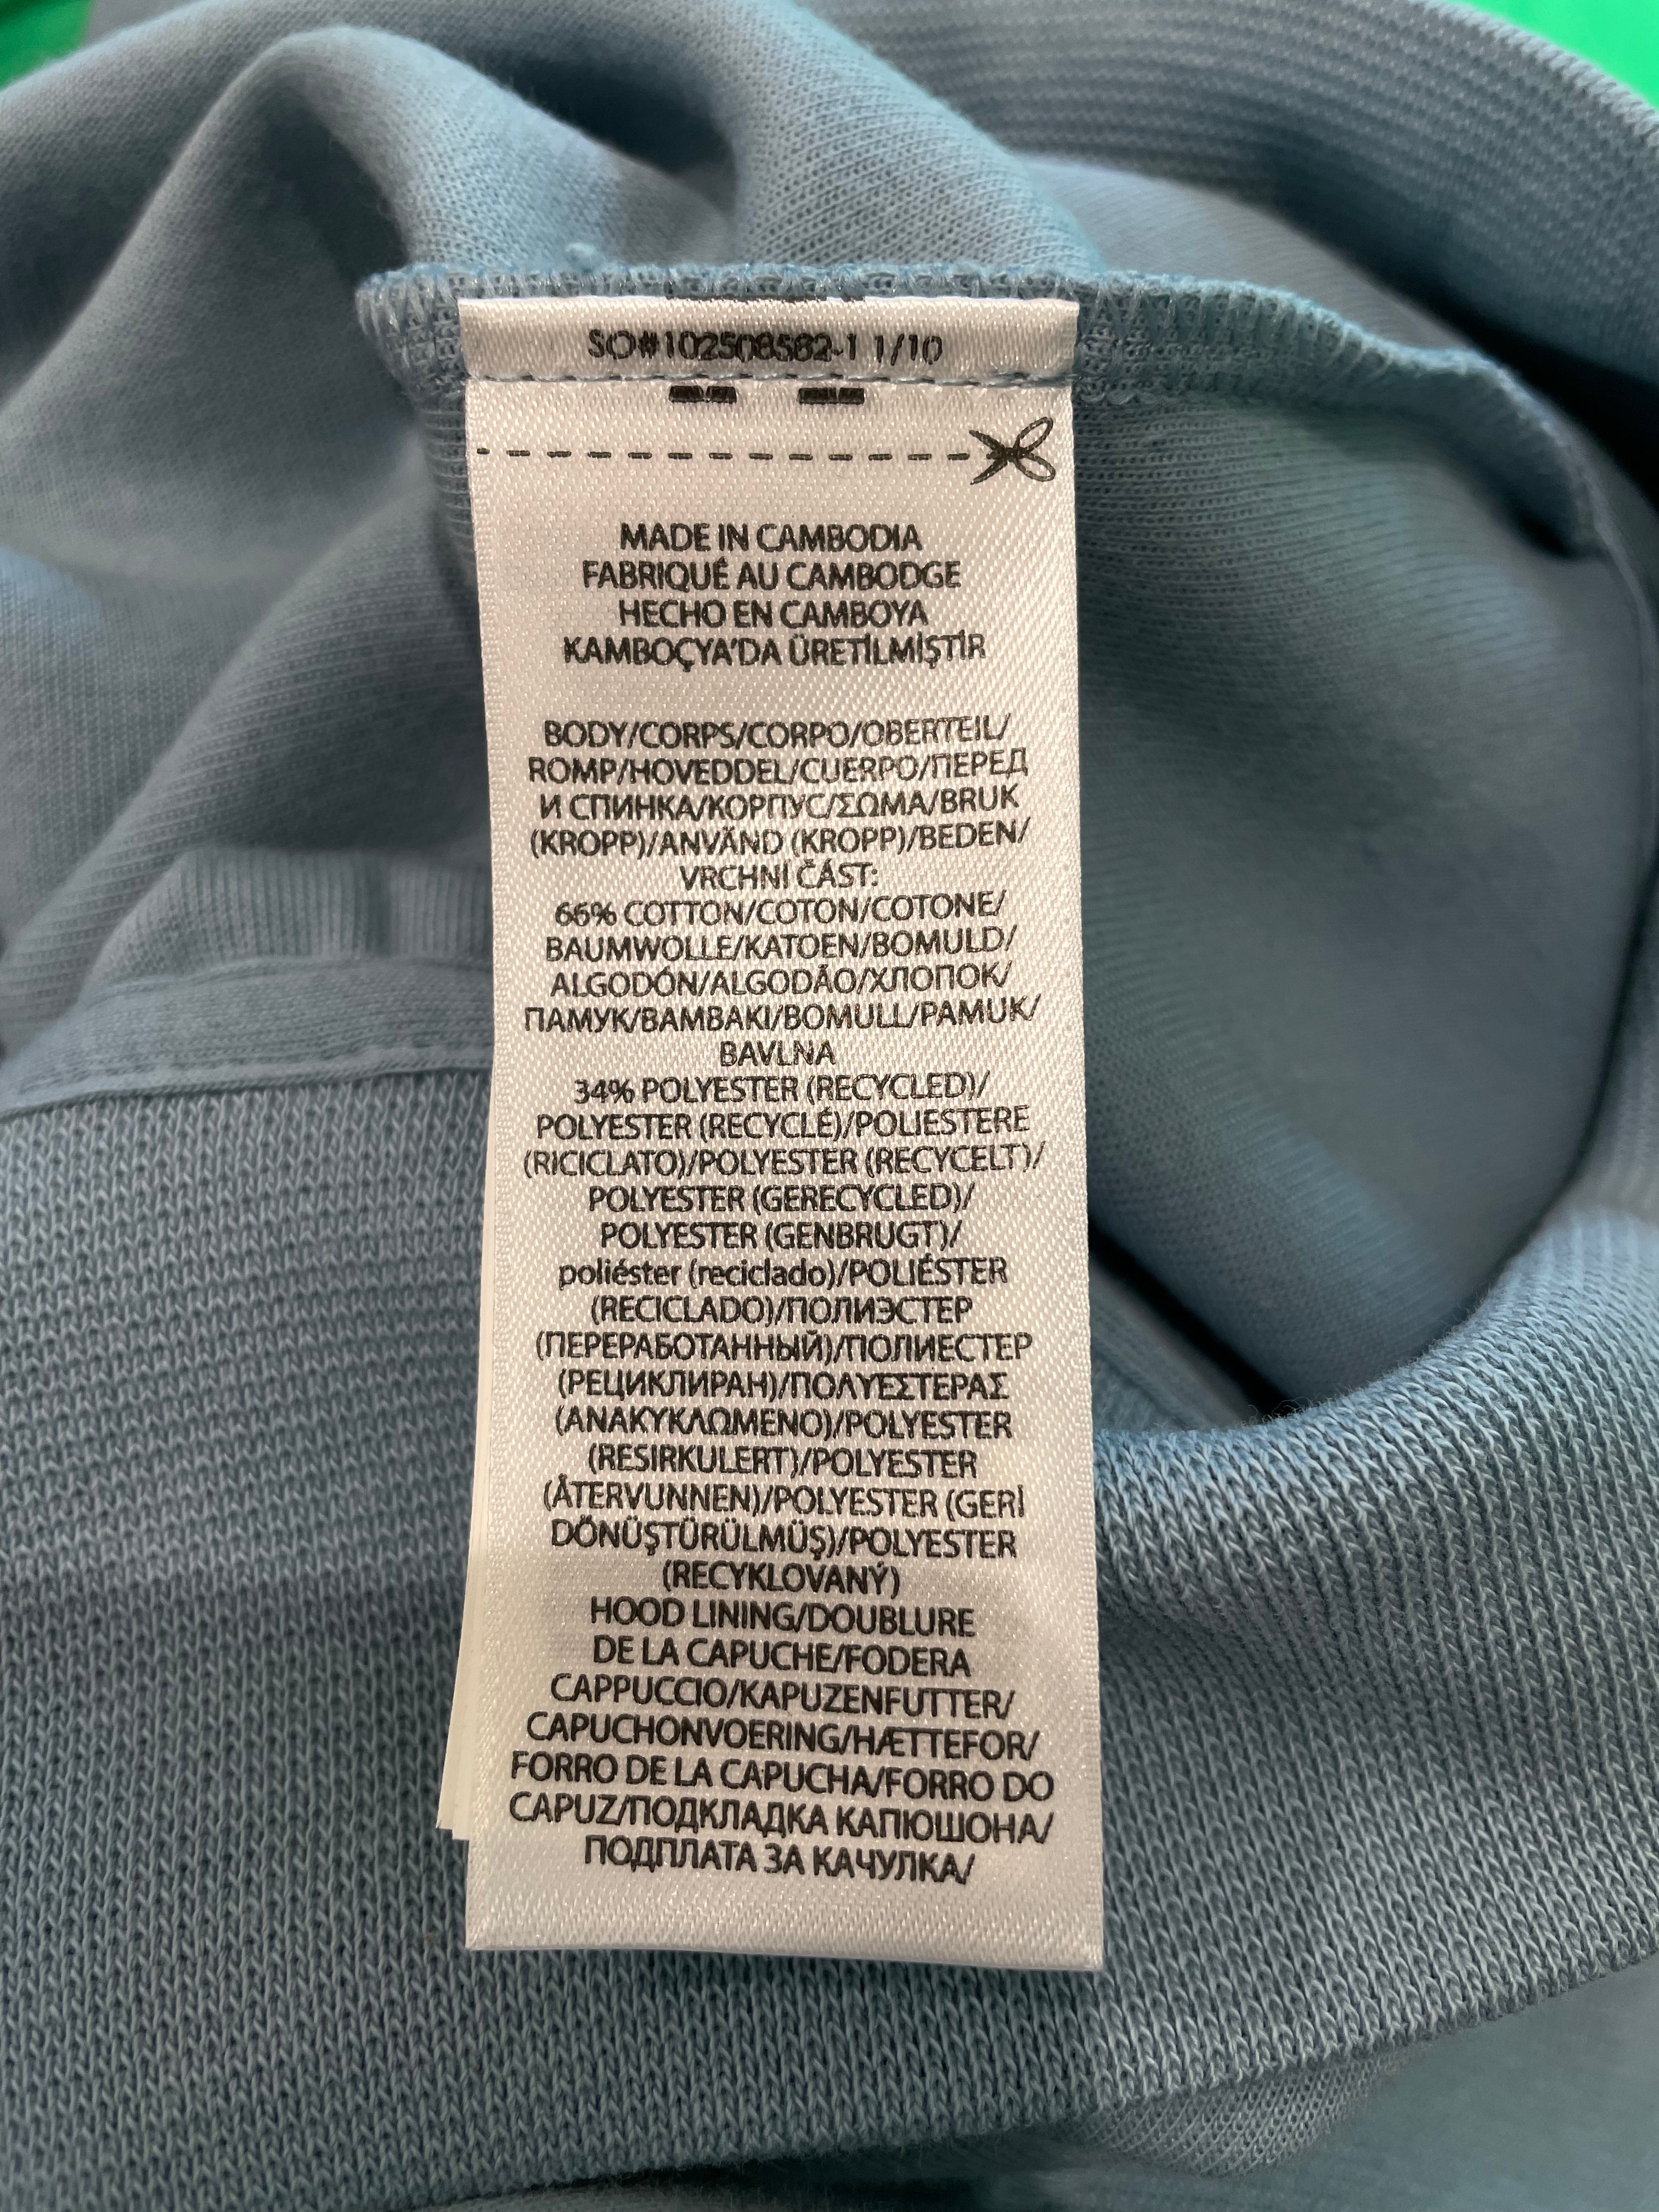 SO#102508582-1 1/10
MADE IN CAMBODIA
FABRIQUÉ AU CAMBODGE
HECHO EN CAMBOYA
KAMBOÇYA'DA ÜRETİLMİŞTİR
BODY/CORPS/CORPO/OBERTEIL/
ROMP/HOVEDDEL/CUERPO/ПЕРЕД
И СПИНКА/КОРПУС/ΣΩΜΑ/BRUK
(KROPP)/ANVÄND (KROPP)/BEDEN/
VRCHNÍ ČÁST:
66% COTTON/COTON/COTONE/
BAUMWOLLE/KATOEN/BOMULD/
ALGODÓN/ALGODÃO/ХЛОПОК/
ПАМУК/ΒΑΜΒΑΚΙ/BOMULL/PAMUK/
BAVLNA
34% POLYESTER (RECYCLED)/
POLYESTER (RECYCLÉ)/POLIESTERE
(RICICLATO)/POLYESTER (RECYCELT)/
POLYESTER (GERECYCLED)/
POLYESTER (GENBRUGT)/
poliéster (reciclado)/POLIÉSTER
(RECICLADO)/ПОЛИЭСТЕР
(ПЕРЕРАБОТАННЫЙ)/ПОЛИЕСТЕР
(РЕЦИКЛИРАН)/ΠΟΛΥΕΣΤΕΡΑΣ
(ΑΝΑΚΥΚΛΩΜΕΝΟ)/POLYESTER
(RESIRKULERT)/POLYESTER
(ÅTERVUNNEN)/POLYESTER (GERİ
DÖNÜŞTÜRÜLMÜŞ)/POLYESTER
(RECYKLOVANÝ)
HOOD LINING/DOUBLURE
DE LA CAPUCHE/FODERA
CAPPUCCIO/KAPUZENFUTTER/
CAPUCHONVOERING/HÆTTEFOR/
FORRO DE LA CAPUCHA/FORRO DO
CAPUZ/ПОДКЛАДКА КАПЮШОНА/
ПОДПЛАТА ЗА КАЧУЛКА/